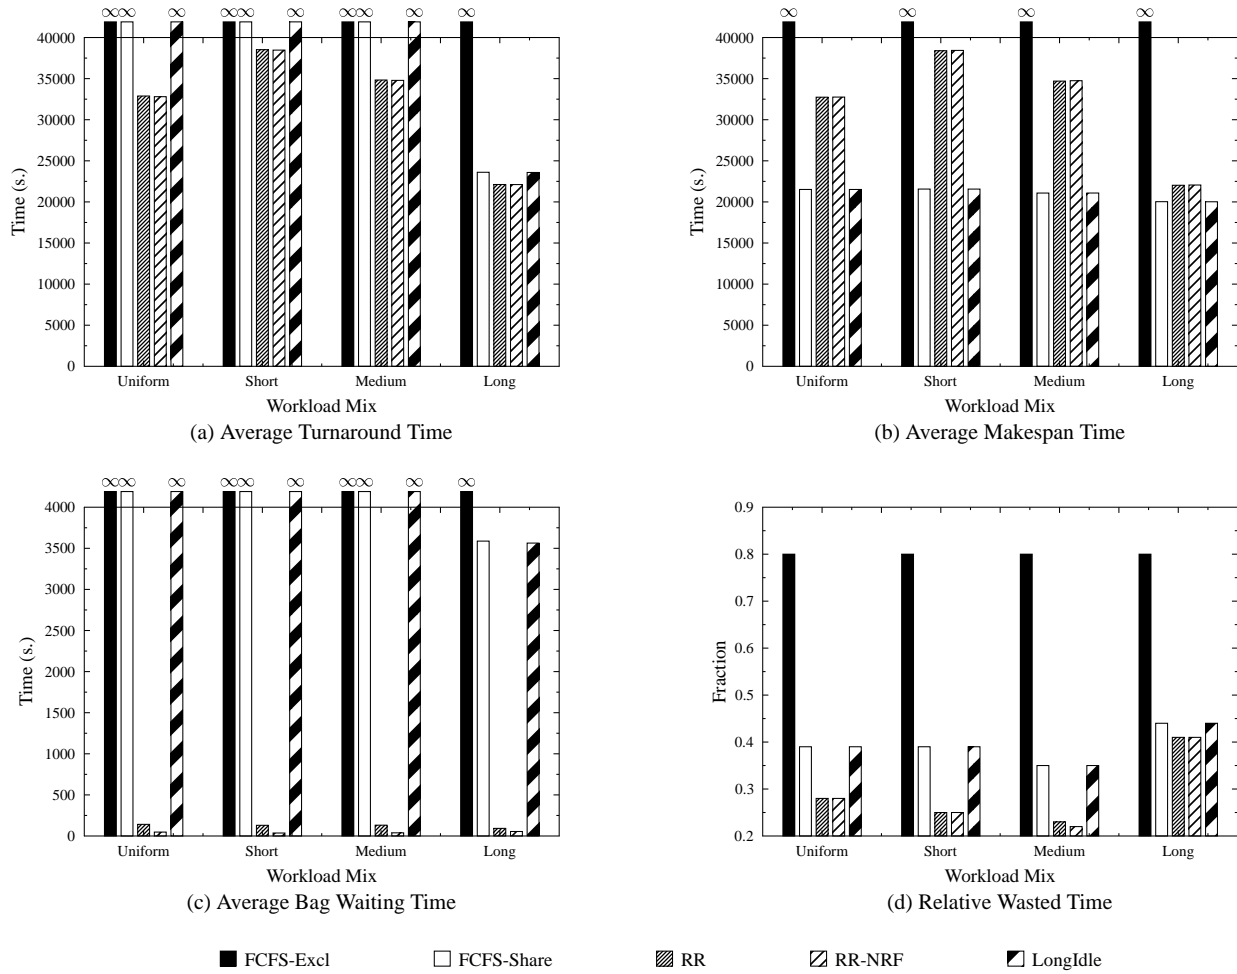 ∞∞ ∞ ∞∞ ∞ ∞∞ ∞ ∞
40000
35000
30000
25000
20000
15000
10000
5000
0
Time (s.)
Uniform Short Medium Long
Workload Mix
(a) Average Turnaround Time
∞ ∞ ∞ ∞
40000
35000
30000
25000
20000
15000
10000
5000
0
Time (s.)
Uniform Short Medium Long
Workload Mix
(b) Average Makespan Time
∞∞ ∞ ∞∞ ∞ ∞∞ ∞ ∞
4000
3500
3000
2500
2000
1500
1000
500
0
Time (s.)
Uniform Short Medium Long
Workload Mix
(c) Average Bag Waiting Time
0.9
0.8
0.7
0.6
0.5
0.4
0.3
0.2
Fraction
Uniform Short Medium Long
Workload Mix
(d) Relative Wasted Time
FCFS-Excl FCFS-Share RR RR-NRF LongIdle